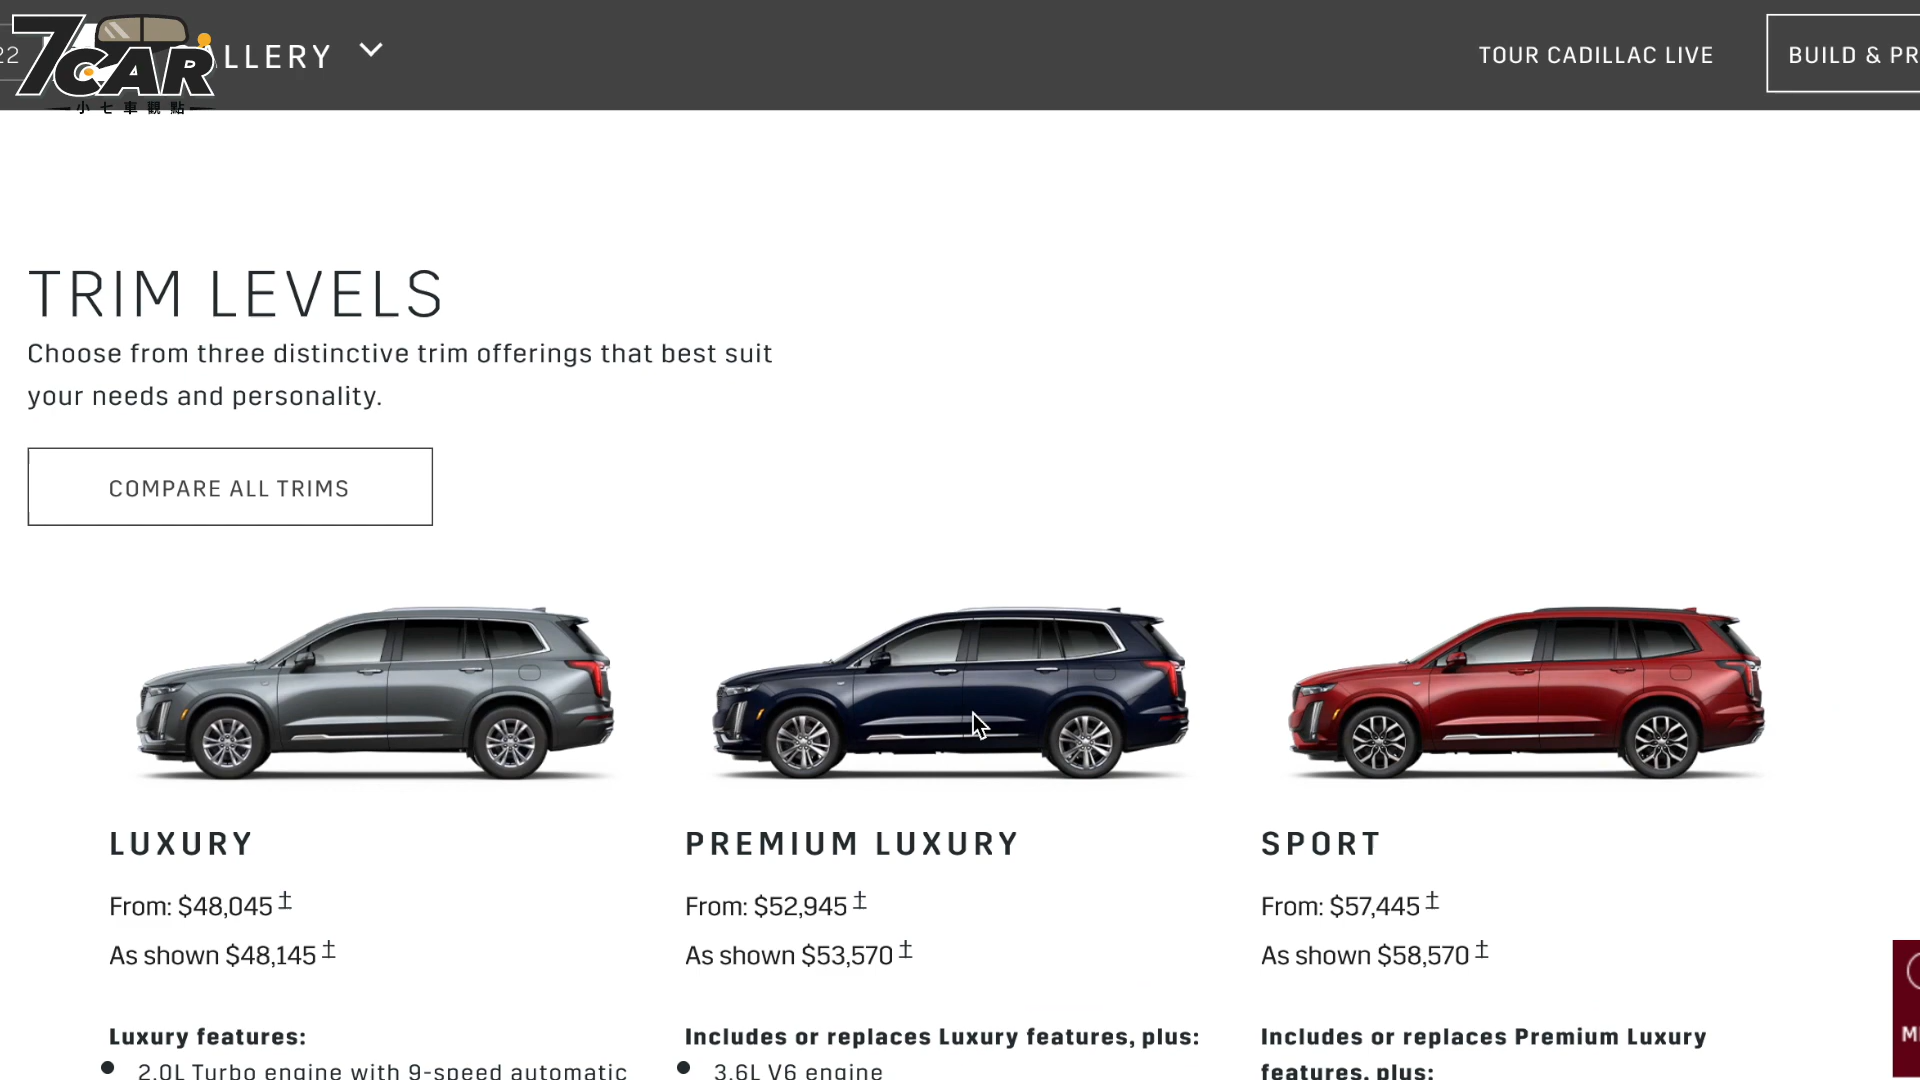 22
7CAR
小七車觀點
LLERY
TOUR CADILLAC LIVE
BUILD & PR
TRIM LEVELS
Choose from three distinctive trim offerings that best suit
your needs and personality.
COMPARE ALL TRIMS
LUXURY
From: $48,045 ±
As shown $48,145 ±
Luxury features:
2.0L Turbo engine with 9-speed automatic
PREMIUM LUXURY
From: $52,945 ±
As shown $53,570 ±
Includes or replaces Luxury features, plus:
3.6L V6 engine
SPORT
From: $57,445 ±
As shown $58,570 ±
Includes or replaces Premium Luxury
features, plus: